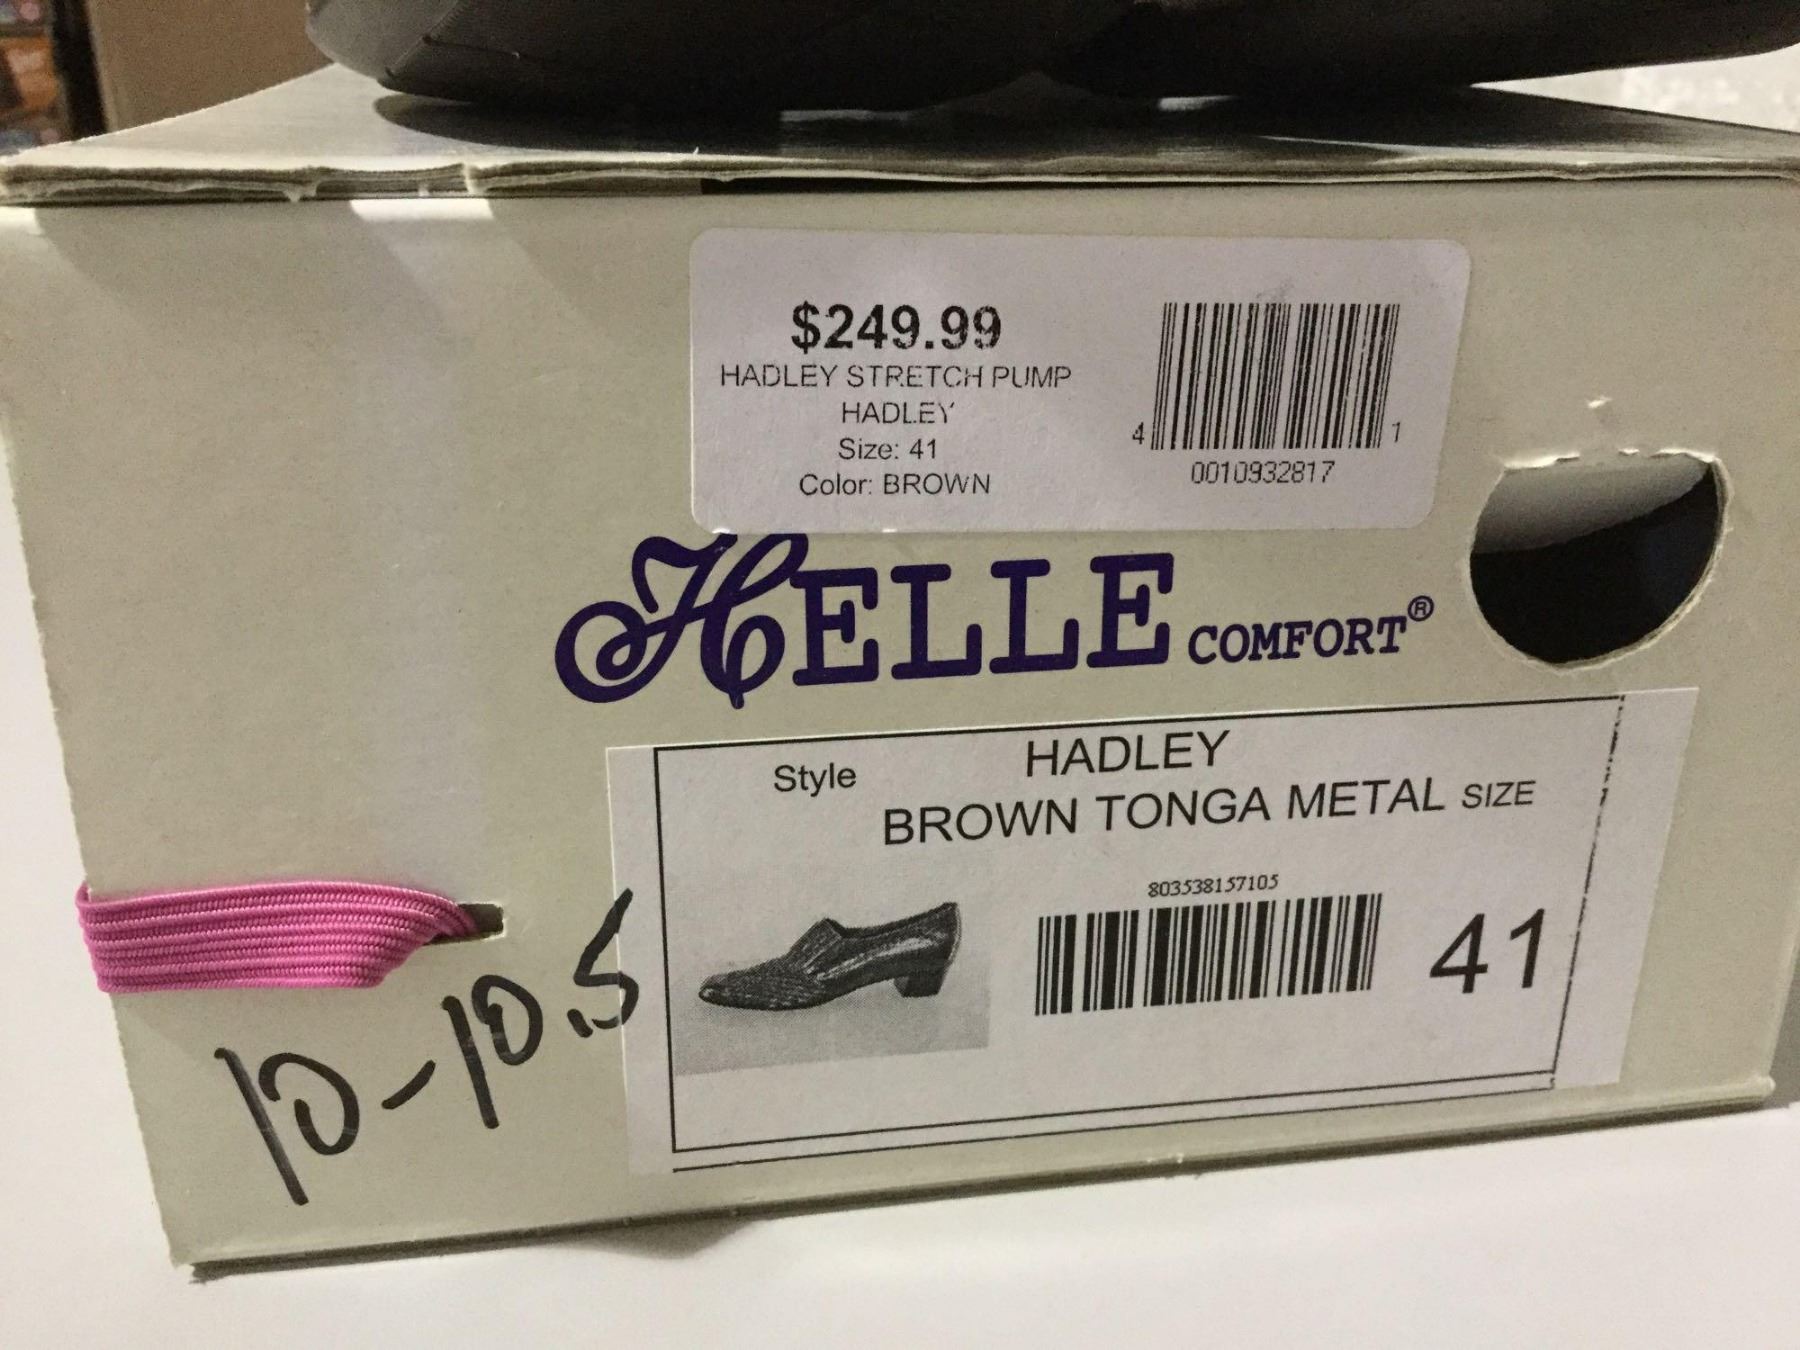 $249.99
HADLEY STRETCH PUMP
HADLEY
Size: 41
Color: BROWN
4 1
0010932817
HELLE COMFORT®
Style HADLEY
BROWN TONGA METAL SIZE
803538157105
41
10-10.5